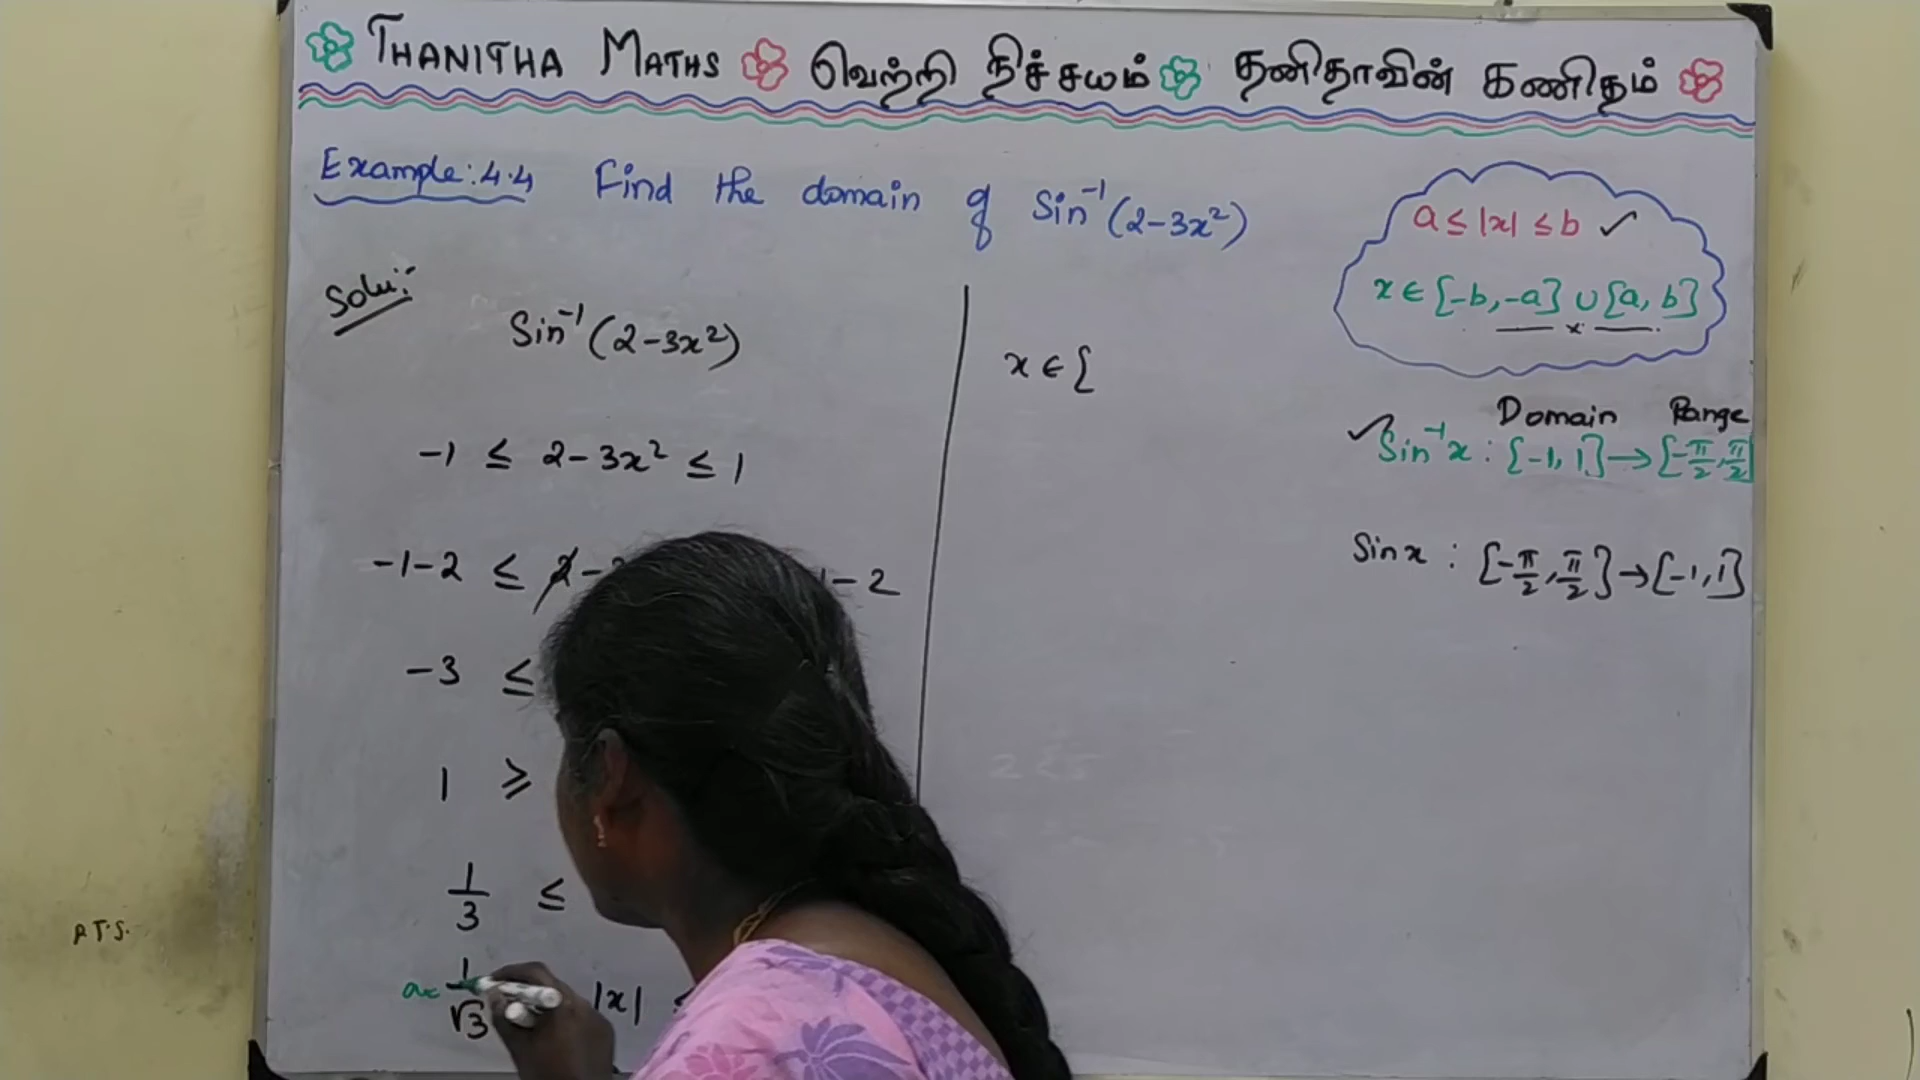 THANITHA MATHS வெற்றி நிச்சயம் தனிதாவின் கணிதம்
Example: 4.4 Find the domain of Sin⁻¹(2-3x²)
Solu:
Sin⁻¹(2-3x²)
-1 ≤ 2-3x² ≤ 1
-1-2 ≤ 2-
-2
-3 ≤
1 ≥
1/3 ≤
a= 1/√3 |x|
x ∈ [
a ≤ |x| ≤ b ✓
x ∈ [-b, -a] ∪ [a, b]
Domain Range
✓ Sin⁻¹x : [-1, 1] → [-π/2, π/2]
Sin x : [-π/2, π/2] → [-1, 1]
P.T.S.